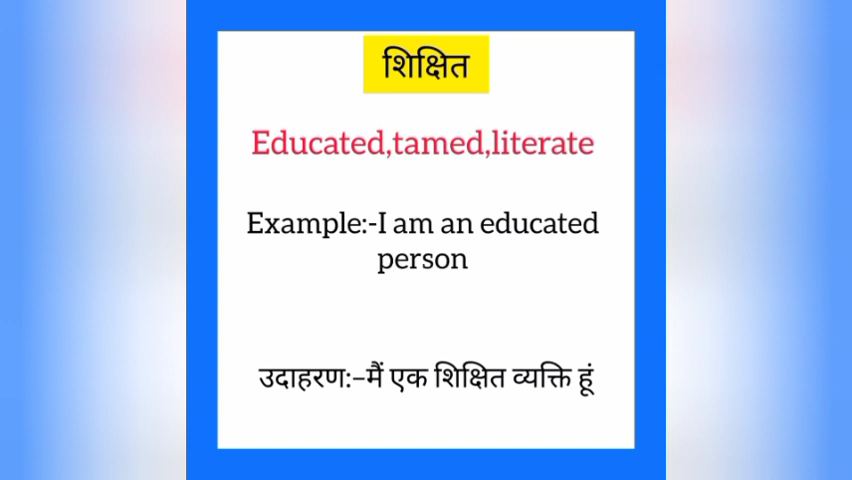 शिक्षित
Educated,tamed,literate
Example:-I am an educated
person
उदाहरण:–मैं एक शिक्षित व्यक्ति हूं